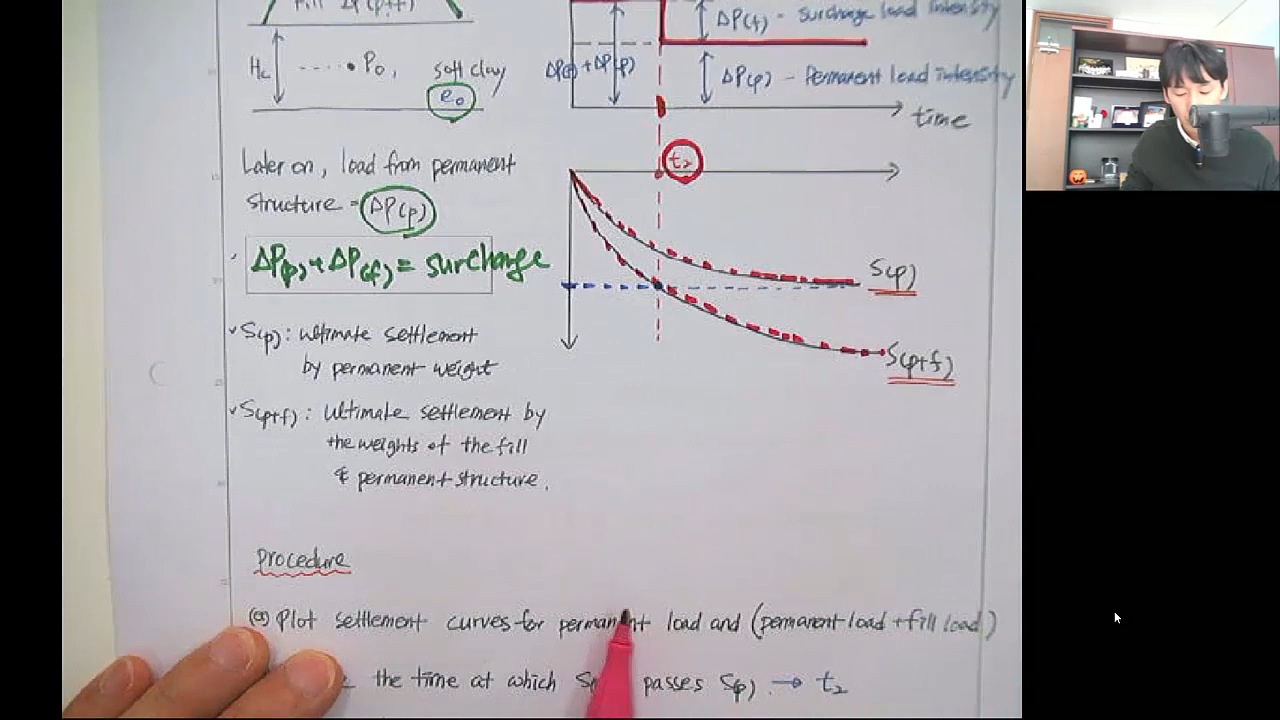 Fill ΔP(p+f)
Hc
P0,
soft clay
e0
Later on, load from permanent
structure = ΔP(p)
ΔP(p)+ΔP(f) = surcharge
S(p): ultimate settlement
by permanent weight
S(p+f): ultimate settlement by
the weights of the fill
& permanent structure.
ΔP(f) - surcharge load intensity
+ΔP(p)
ΔP(p) - Permanent load intensity
time
t2
S(p)
S(p+f)
Procedure
(a) Plot settlement curves for permanent load and (permanent load + fill load)
the time at which passes S(p) → t2